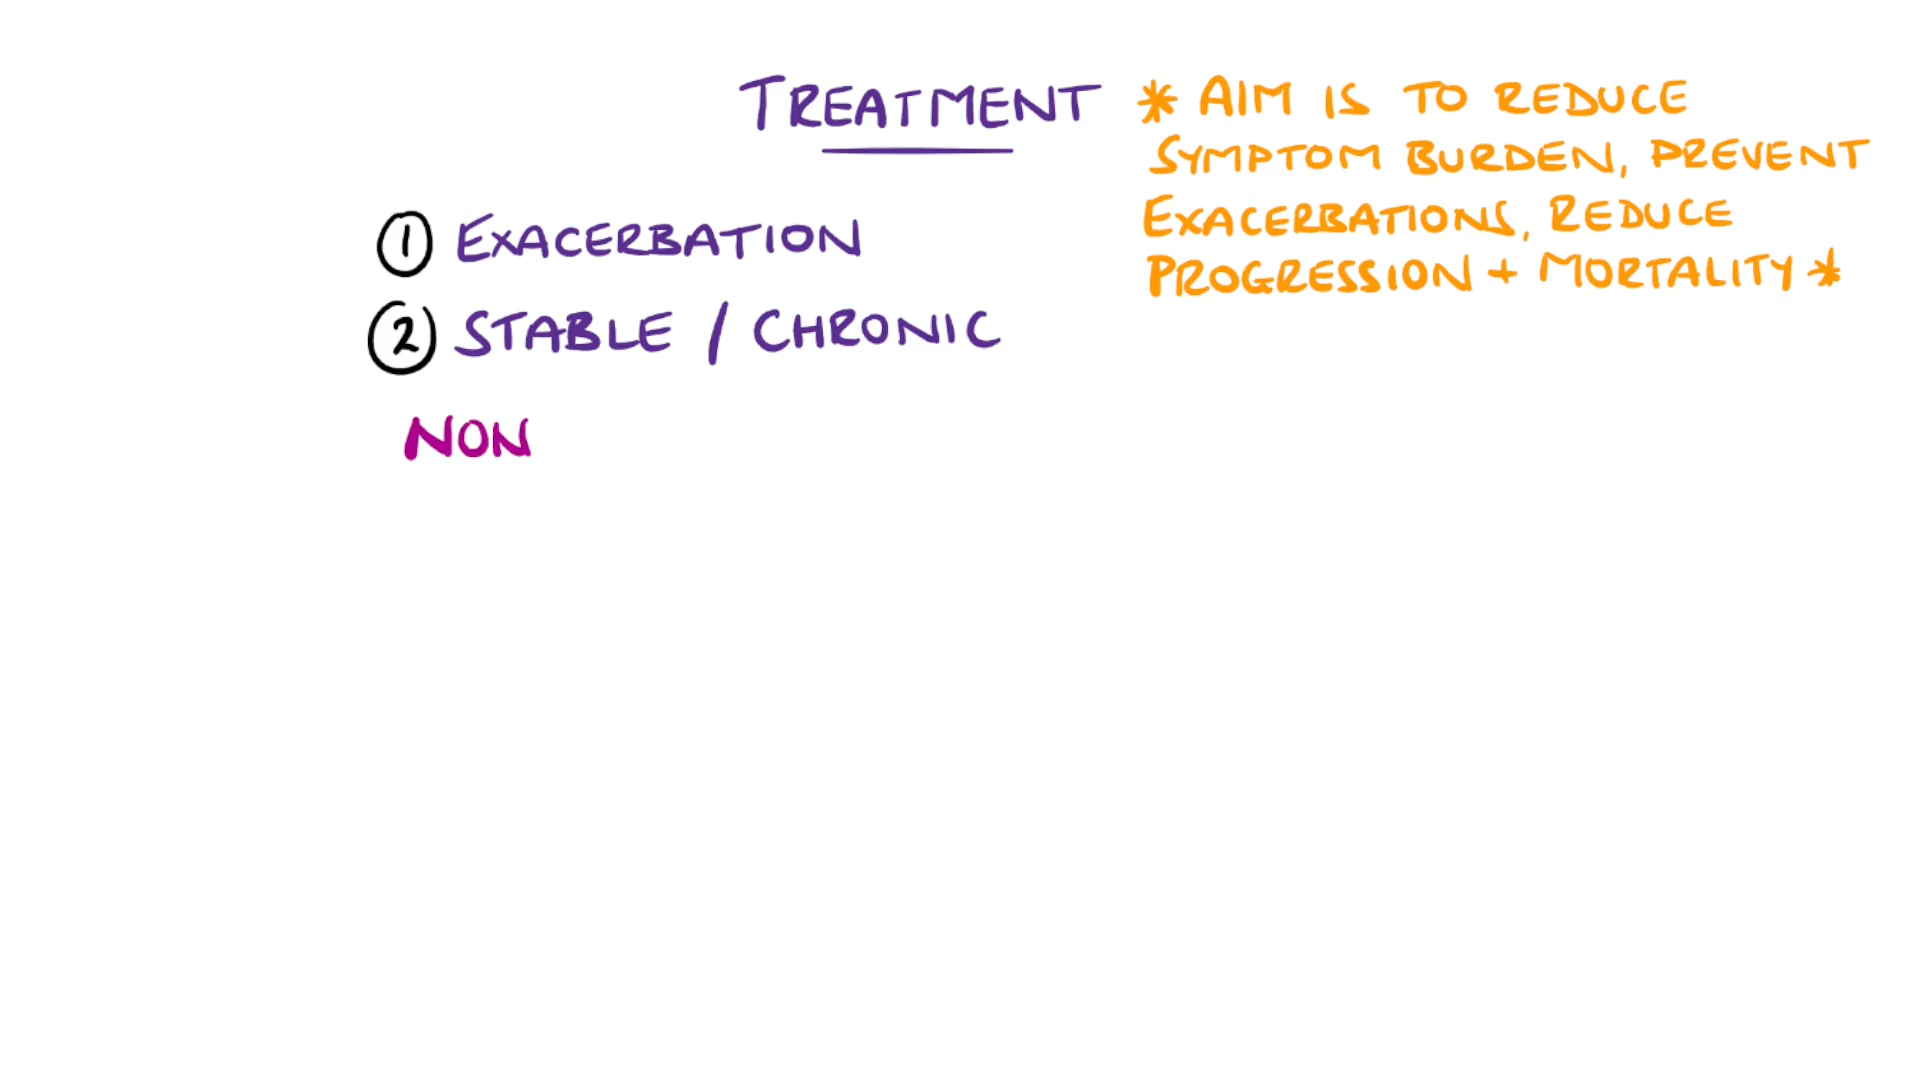 TREATMENT
* AIM IS TO REDUCE
SYMPTOM BURDEN, PREVENT
EXACERBATIONS, REDUCE
PROGRESSION + MORTALITY *
1 EXACERBATION
2 STABLE / CHRONIC
NON